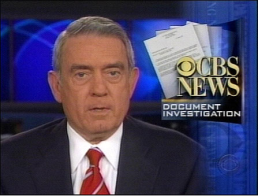 CBS
NEWS
DOCUMENT
INVESTIGATION